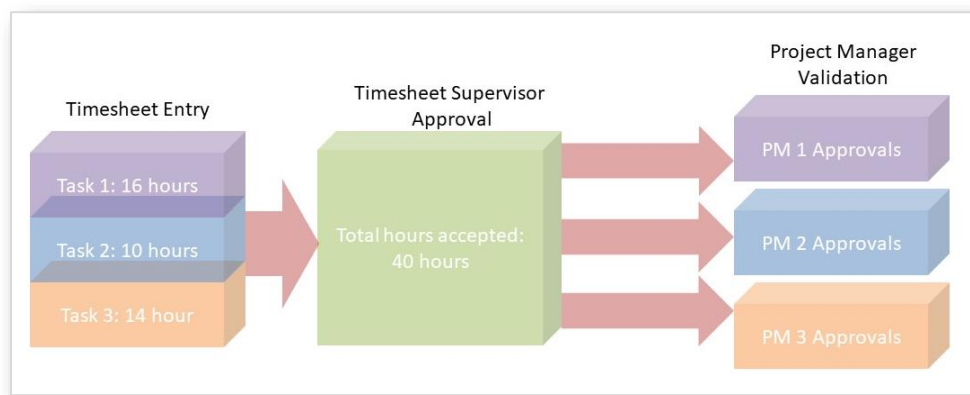 Timesheet Entry
Task 1: 16 hours
Task 2: 10 hours
Task 3: 14 hour
Timesheet Supervisor
Approval
Total hours accepted:
40 hours
Project Manager
Validation
PM 1 Approvals
PM 2 Approvals
PM 3 Approvals